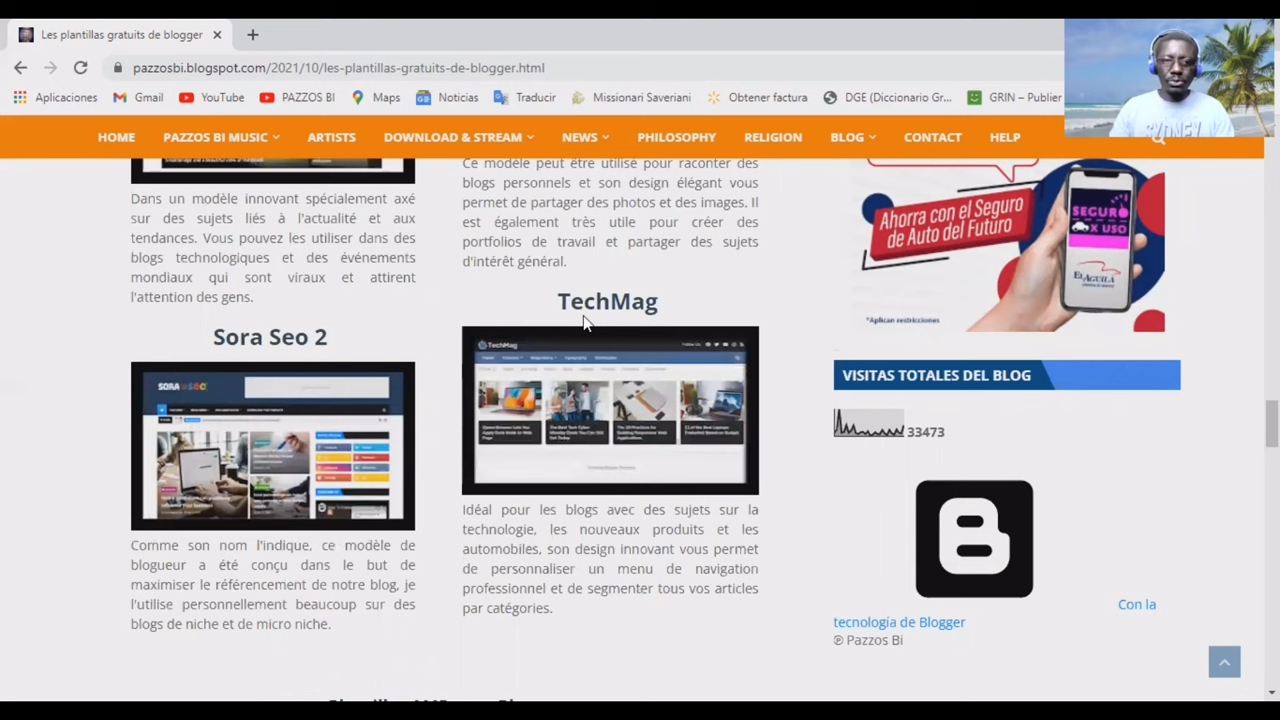 Les plantillas gratuits de blogger
pazzosbi.blogspot.com/2021/10/les-plantillas-gratuits-de-blogger.html
Aplicaciones
Gmail
YouTube
PAZZOS BI
Maps
Noticias
Traducir
Missionari Saveriani
Obtener factura
DGE (Diccionario Gr...
GRIN – Publier
SYDNEY
HOME
PAZZOS BI MUSIC
ARTISTS
DOWNLOAD & STREAM
NEWS
PHILOSOPHY
RELIGION
BLOG
CONTACT
HELP
Dans un modèle innovant spécialement axé
sur des sujets liés à l'actualité et aux
tendances. Vous pouvez les utiliser dans des
blogs technologiques et des événements
mondiaux qui sont viraux et attirent
l'attention des gens.
Sora Seo 2
Comme son nom l'indique, ce modèle de
blogueur a été conçu dans le but de
maximiser le référencement de notre blog, je
l'utilise personnellement beaucoup sur des
blogs de niche et de micro niche.
Ce modèle peut être utilisé pour raconter des
blogs personnels et son design élégant vous
permet de partager des photos et des images. Il
est également très utile pour créer des
portfolios de travail et partager des sujets
d'intérêt général.
TechMag
TechMag
Idéal pour les blogs avec des sujets sur la
technologie, les nouveaux produits et les
automobiles, son design innovant vous permet
de personnaliser un menu de navigation
professionnel et de segmenter tous vos articles
par catégories.
Ahorra con el Seguro
de Auto del Futuro
SEGURO
X USO
EL AGUILA
*Aplican restricciones
VISITAS TOTALES DEL BLOG
33473
Con la
tecnología de Blogger
℗ Pazzos Bi